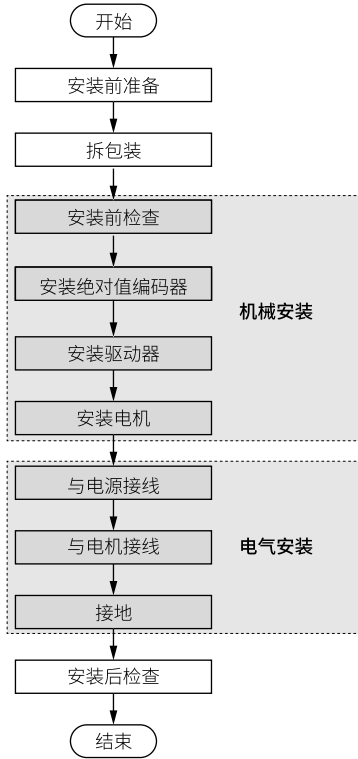 开始
安装前准备
拆包装
安装前检查
安装绝对值编码器
机械安装
安装驱动器
安装电机
与电源接线
与电机接线
电气安装
接地
安装后检查
结束